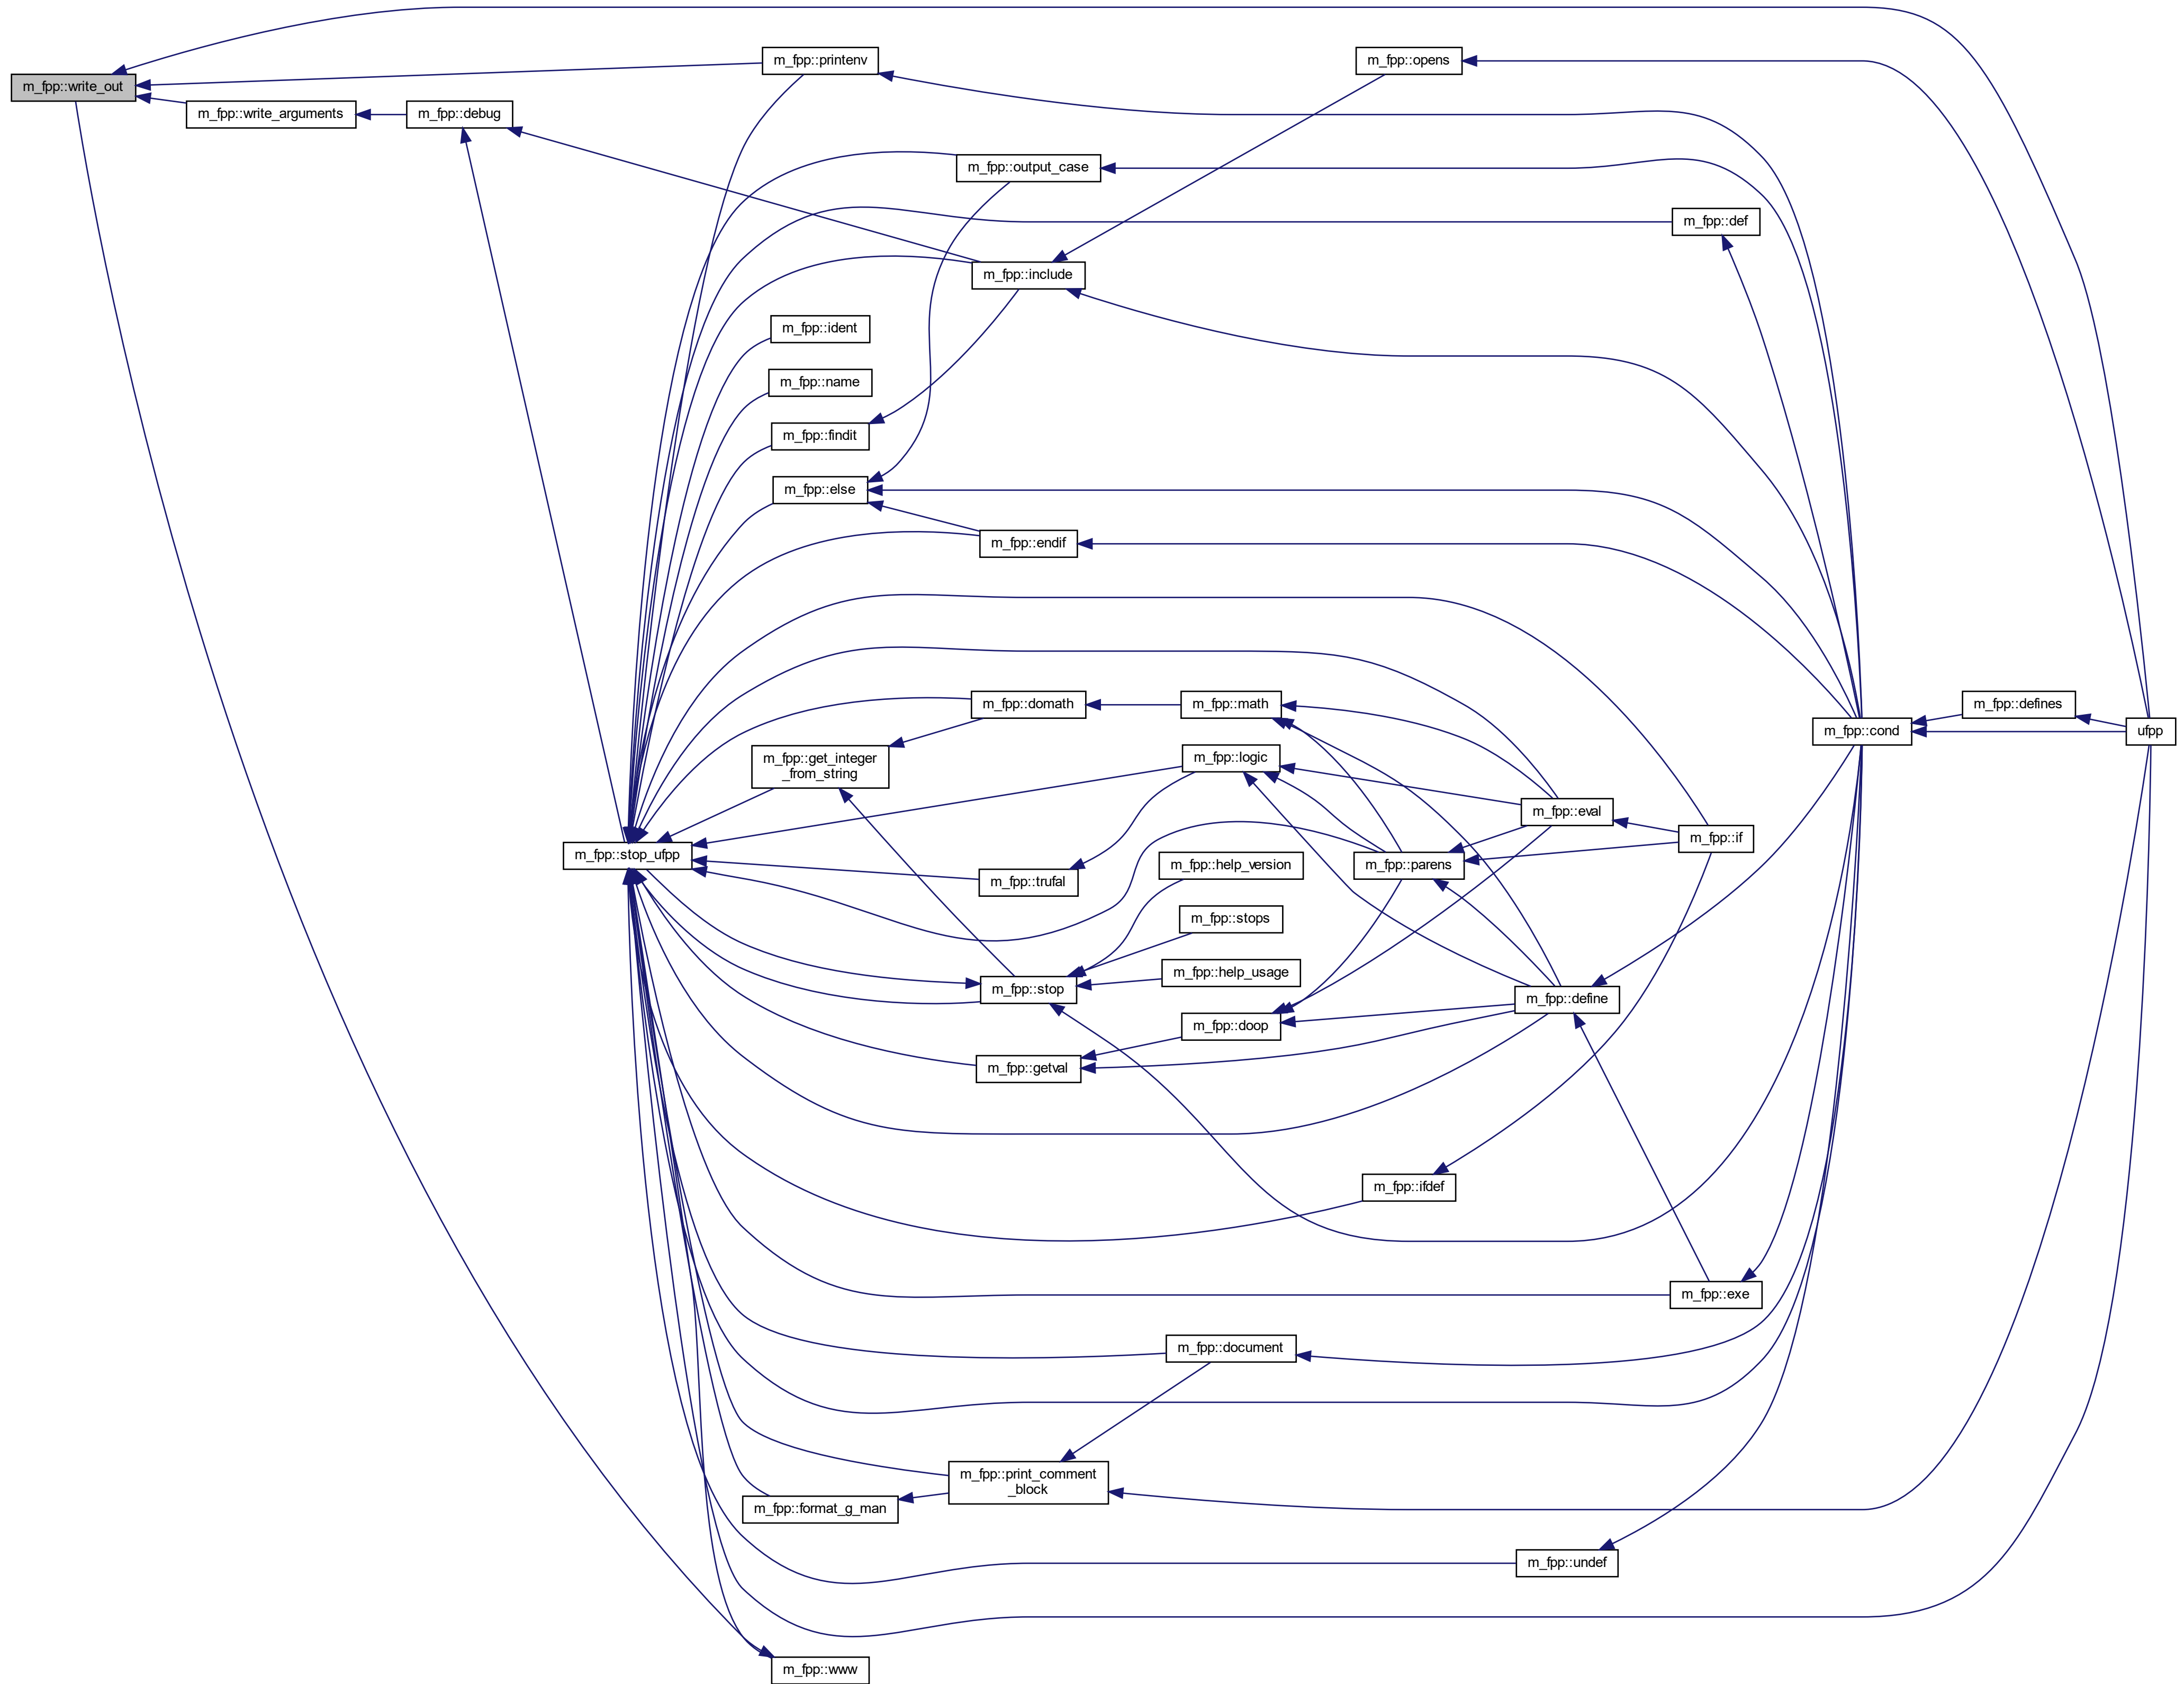 m_fpp::write_out
m_fpp::printenv
m_fpp::opens
m_fpp::write_arguments
m_fpp::debug
m_fpp::output_case
m_fpp::def
m_fpp::include
m_fpp::ident
m_fpp::name
m_fpp::findit
m_fpp::else
m_fpp::endif
m_fpp::domath
m_fpp::math
m_fpp::defines
m_fpp::cond
ufpp
m_fpp::get_integer
_from_string
m_fpp::logic
m_fpp::eval
m_fpp::if
m_fpp::stop_ufpp
m_fpp::parens
m_fpp::help_version
m_fpp::trufal
m_fpp::stops
m_fpp::help_usage
m_fpp::stop
m_fpp::define
m_fpp::doop
m_fpp::getval
m_fpp::ifdef
m_fpp::exe
m_fpp::document
m_fpp::print_comment
_block
m_fpp::format_g_man
m_fpp::undef
m_fpp::www